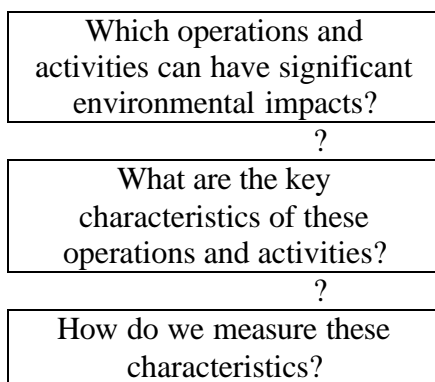 Which operations and
activities can have significant
environmental impacts?
?
What are the key
characteristics of these
operations and activities?
?
How do we measure these
characteristics?